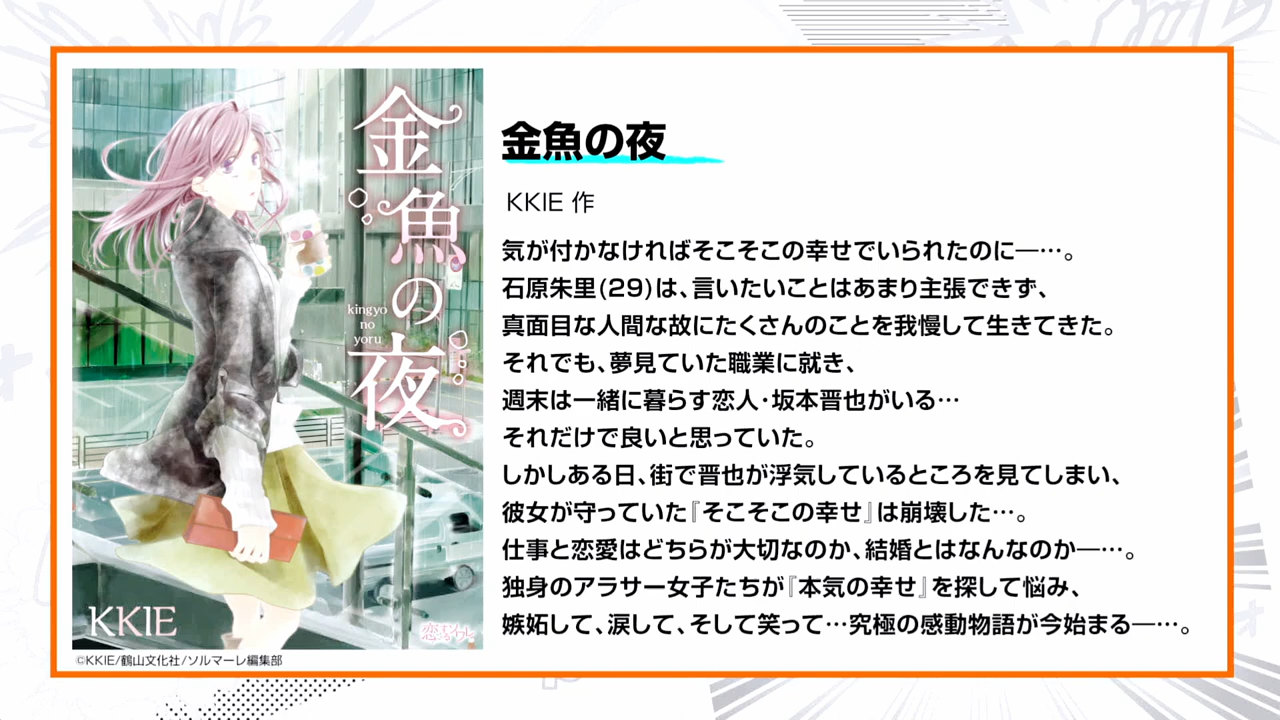 金魚の夜
kingyo
no
yoru
KKIE
恋するソワレ
©KKIE/鶴山文化社/ソルマーレ編集部
金魚の夜
KKIE 作
気が付かなければそこそこの幸せでいられたのに―…。
石原朱里(29)は、言いたいことはあまり主張できず、
真面目な人間な故にたくさんのことを我慢して生きてきた。
それでも、夢見ていた職業に就き、
週末は一緒に暮らす恋人・坂本晋也がいる…
それだけで良いと思っていた。
しかしある日、街で晋也が浮気しているところを見てしまい、
彼女が守っていた『そこそこの幸せ』は崩壊した…。
仕事と恋愛はどちらが大切なのか、結婚とはなんなのか―…。
独身のアラサー女子たちが『本気の幸せ』を探して悩み、
嫉妬して、涙して、そして笑って…究極の感動物語が今始まる―…。